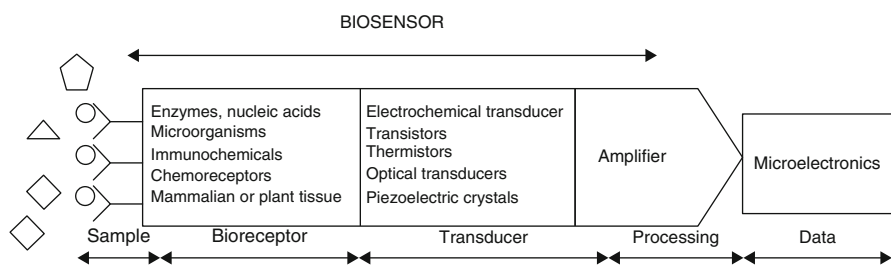 BIOSENSOR
Enzymes, nucleic acids
Microorganisms
Immunochemicals
Chemoreceptors
Mammalian or plant tissue
Electrochemical transducer
Transistors
Thermistors
Optical transducers
Piezoelectric crystals
Amplifier
Microelectronics
Sample
Bioreceptor
Transducer
Processing
Data